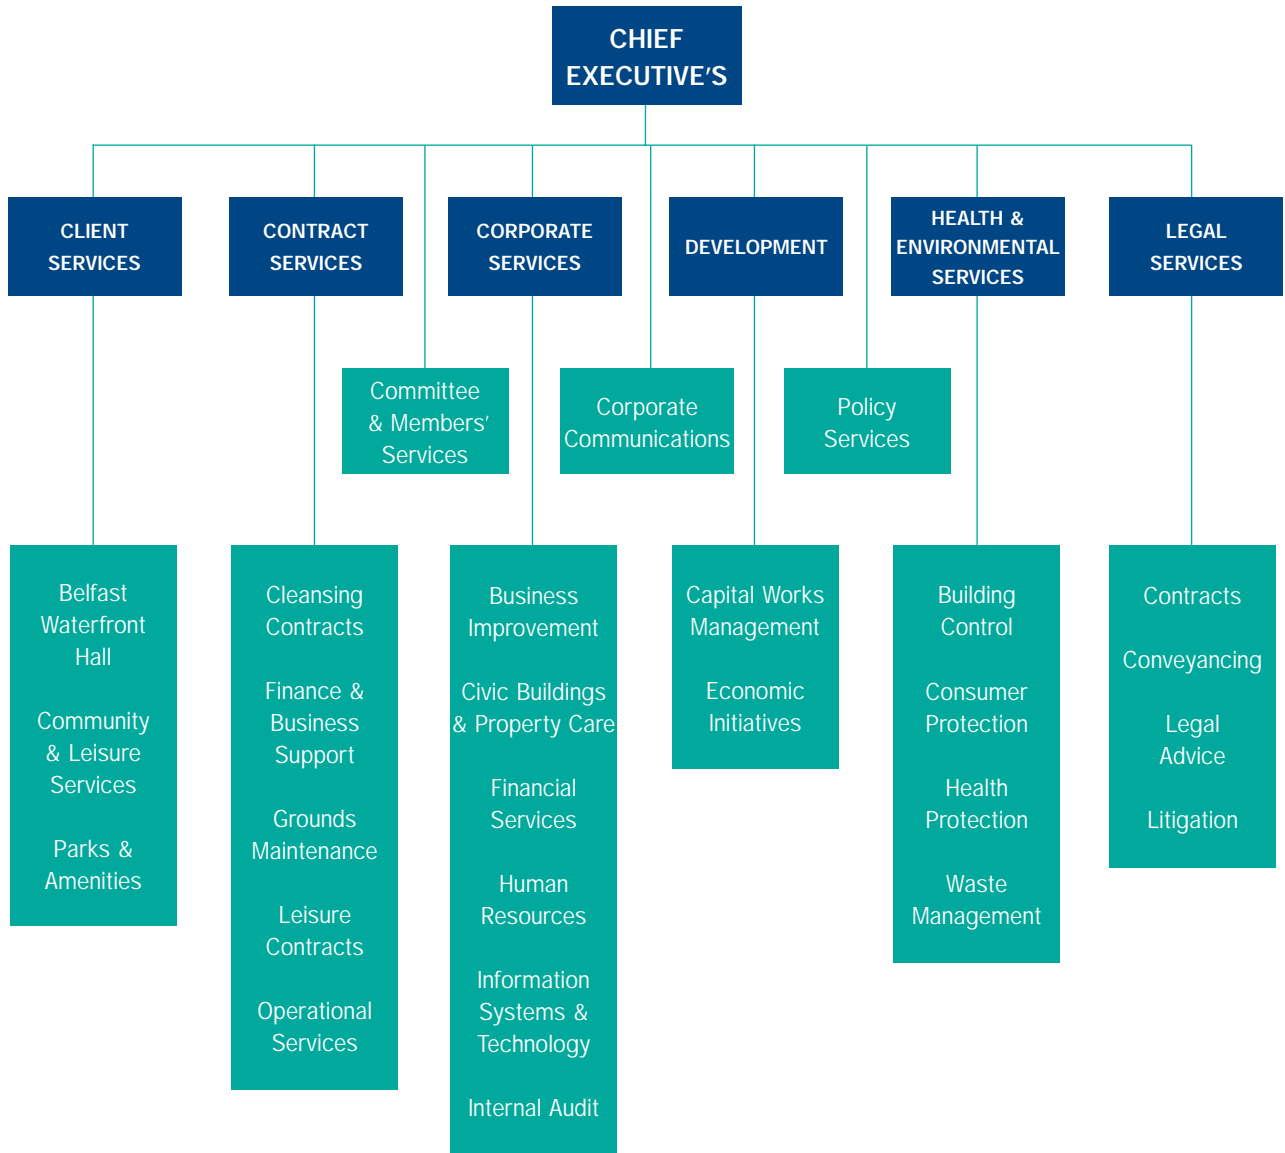 CHIEF
EXECUTIVE'S
CLIENT
SERVICES
CONTRACT
SERVICES
CORPORATE
SERVICES
DEVELOPMENT
HEALTH &
ENVIRONMENTAL
SERVICES
LEGAL
SERVICES
Committee
& Members'
Services
Corporate
Communications
Policy
Services
Belfast
Waterfront
Hall
Community
& Leisure
Services
Parks &
Amenities
Cleansing
Contracts
Finance &
Business
Support
Grounds
Maintenance
Leisure
Contracts
Operational
Services
Business
Improvement
Civic Buildings
& Property Care
Financial
Services
Human
Resources
Information
Systems &
Technology
Internal Audit
Capital Works
Management
Economic
Initiatives
Building
Control
Consumer
Protection
Health
Protection
Waste
Management
Contracts
Conveyancing
Legal
Advice
Litigation